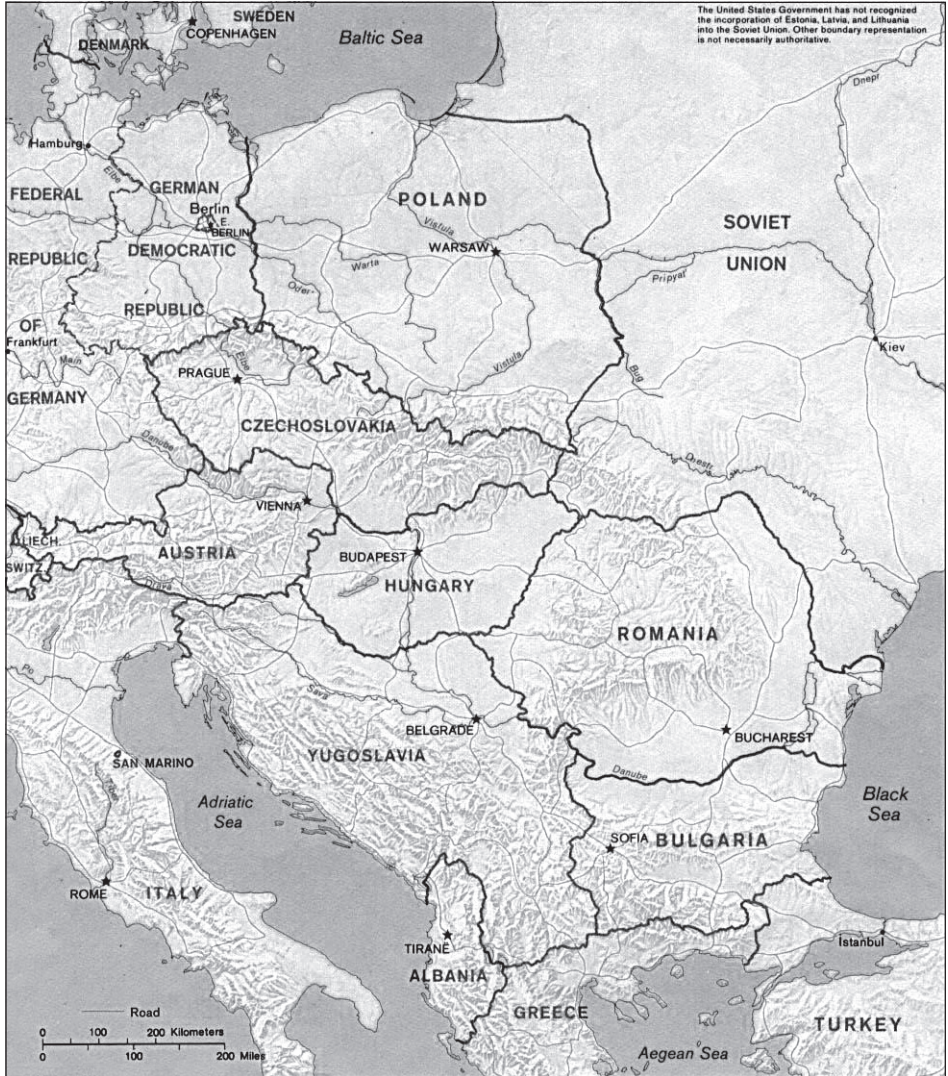 The United States Government has not recognized
the incorporation of Estonia, Latvia, and Lithuania
into the Soviet Union. Other boundary representation
is not necessarily authoritative.
SWEDEN
COPENHAGEN
DENMARK
Baltic Sea
Dnepr
Hamburg
Elbe
FEDERAL
REPUBLIC
OF
GERMANY
GERMAN
DEMOCRATIC
REPUBLIC
Berlin
E.
BERLIN
POLAND
Vistula
WARSAW
Warta
Oder
Vistula
SOVIET
UNION
Pripyat'
Kiev
Bug
Frankfurt
Main
Elbe
PRAGUE
CZECHOSLOVAKIA
Danube
Dnestr
VIENNA
LIECH.
SWITZ.
AUSTRIA
BUDAPEST
HUNGARY
Drava
ROMANIA
Po
Sava
BELGRADE
BUCHAREST
YUGOSLAVIA
SAN MARINO
Danube
Adriatic
Sea
Black
Sea
SOFIA
BULGARIA
ROME
ITALY
TIRANE
ALBANIA
Istanbul
GREECE
TURKEY
Aegean Sea
Road
0 100 200 Kilometers
0 100 200 Miles